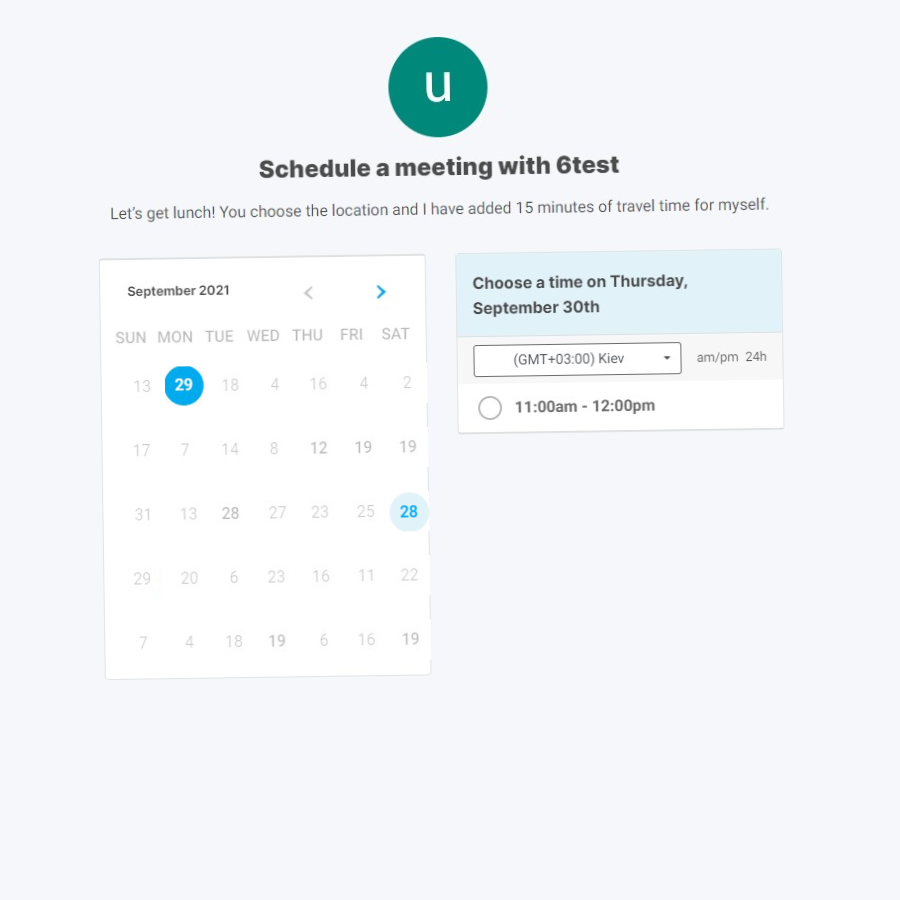 u
Schedule a meeting with 6test
Let's get lunch! You choose the location and I have added 15 minutes of travel time for myself.
September 2021
SUN MON TUE WED THU FRI SAT
13 29 18 4 16 4 2
17 7 14 8 12 19 19
31 13 28 27 23 25 28
29 20 6 23 16 11 22
7 4 18 19 6 16 19
Choose a time on Thursday,
September 30th
(GMT+03:00) Kiev am/pm 24h
11:00am - 12:00pm